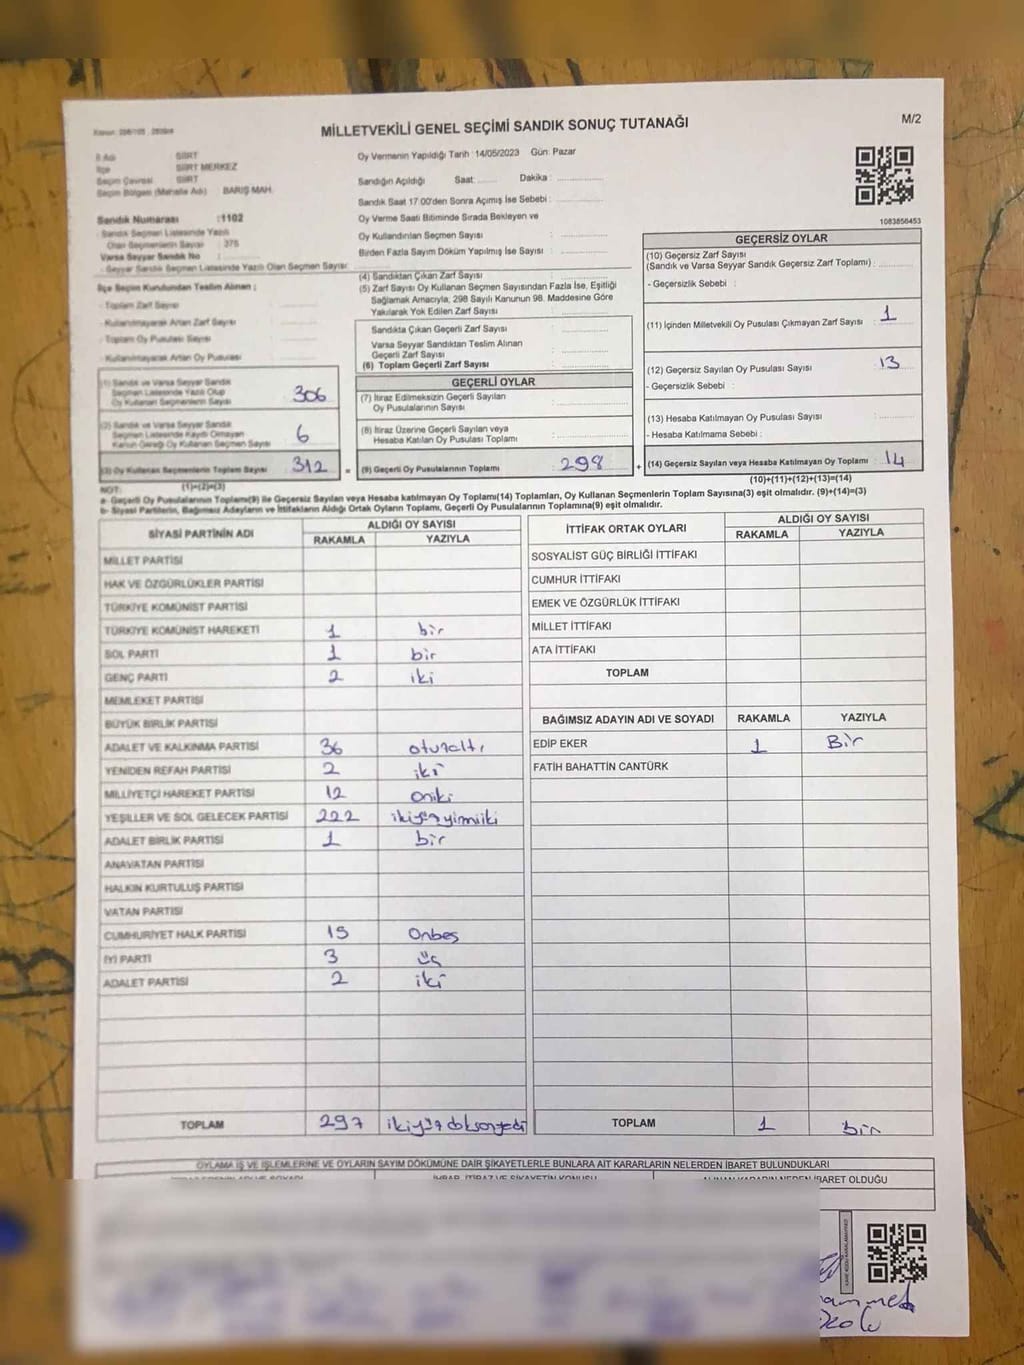 MİLLETVEKİLİ GENEL SEÇİMİ SANDIK SONUÇ TUTANAĞI
M/2
İl Adı : SİİRT
İlçe : SİİRT MERKEZ
Seçim Çevresi : SİİRT
Seçim Bölgesi (Mahalle Adı) BARIŞ MAH.
Sandık Numarası :1102
Sandık Seçmen Listesinde Yazılı
Olan Seçmenlerin Sayısı : 375
Varsa Seyyar Sandık No :
Seyyar Sandık Seçmen Listesinde Yazılı Olan Seçmen Sayısı:
İlçe Seçim Kurulundan Teslim Alınan ;
- Toplam Zarf Sayısı
- Kullanılmayarak Artan Zarf Sayısı
- Toplam Oy Pusulası Sayısı
- Kullanılmayarak Artan Oy Pusulası
(1) Sandık ve Varsa Seyyar Sandık
Seçmen Listesinde Yazılı Olup
Oy Kullanan Seçmenlerin Sayısı 306
(2) Sandık ve Varsa Seyyar Sandık
Seçmen Listesinde Kaydı Olmayan
Kanun Gereği Oy Kullanan Seçmen Sayısı 6
(3) Oy Kullanan Seçmenlerin Toplam Sayısı 312 =
(1)+(2)=(3)
Oy Vermenin Yapıldığı Tarih :14/05/2023 Gün: Pazar
Sandığın Açıldığı Saat: Dakika :
Sandık Saat 17.00'den Sonra Açımış İse Sebebi :
Oy Verme Saati Bitiminde Sırada Bekleyen ve
Oy Kullandırılan Seçmen Sayısı :
Birden Fazla Sayım Döküm Yapılmış İse Sayısı :
(4) Sandıktan Çıkan Zarf Sayısı :
(5) Zarf Sayısı Oy Kullanan Seçmen Sayısından Fazla İse, Eşitliği
Sağlamak Amacıyla, 298 Sayılı Kanunun 98. Maddesine Göre
Yakılarak Yok Edilen Zarf Sayısı :
Sandıkta Çıkan Geçerli Zarf Sayısı :
Varsa Seyyar Sandıktan Teslim Alınan
Geçerli Zarf Sayısı :
(6) Toplam Geçerli Zarf Sayısı
GEÇERLİ OYLAR
(7) İtiraz Edilmeksizin Geçerli Sayılan
Oy Pusulalarının Sayısı :
(8) İtiraz Üzerine Geçerli Sayılan veya
Hesaba Katılan Oy Pusulası Toplamı :
(9) Geçerli Oy Pusulalarının Toplamı : 298 +
1083856453
GEÇERSİZ OYLAR
(10) Geçersiz Zarf Sayısı
(Sandık ve Varsa Seyyar Sandık Geçersiz Zarf Toplamı) :
- Geçersizlik Sebebi :
(11) İçinden Milletvekili Oy Pusulası Çıkmayan Zarf Sayısı : 1
(12) Geçersiz Sayılan Oy Pusulası Sayısı : 13
- Geçersizlik Sebebi :
(13) Hesaba Katılmayan Oy Pusulası Sayısı :
- Hesaba Katılmama Sebebi :
(14) Geçersiz Sayılan veya Hesaba Katılmayan Oy Toplamı : 14
(10)+(11)+(12)+(13)=(14)
NOT:
a- Geçerli Oy Pusulalarının Toplamı(9) ile Geçersiz Sayılan veya Hesaba katılmayan Oy Toplamı(14) Toplamları, Oy Kullanan Seçmenlerin Toplam Sayısına(3) eşit olmalıdır. (9)+(14)=(3)
b- Siyasi Partilerin, Bağımsız Adayların ve İttifakların Aldığı Ortak Oyların Toplamı, Geçerli Oy Pusulalarının Toplamına(9) eşit olmalıdır.
SİYASİ PARTİNİN ADI ALDIĞI OY SAYISI
RAKAMLA YAZIYLA
MİLLET PARTİSİ
HAK VE ÖZGÜRLÜKLER PARTİSİ
TÜRKİYE KOMÜNİST PARTİSİ
TÜRKİYE KOMÜNİST HAREKETİ 1 bir
SOL PARTİ 1 bir
GENÇ PARTİ 2 iki
MEMLEKET PARTİSİ
BÜYÜK BİRLİK PARTİSİ
ADALET VE KALKINMA PARTİSİ 36 otuzaltı
YENİDEN REFAH PARTİSİ 2 iki
MİLLİYETÇİ HAREKET PARTİSİ 12 oniki
YEŞİLLER VE SOL GELECEK PARTİSİ 222 ikiyüzyirmiiki
ADALET BİRLİK PARTİSİ 1 bir
ANAVATAN PARTİSİ
HALKIN KURTULUŞ PARTİSİ
VATAN PARTİSİ
CUMHURİYET HALK PARTİSİ 15 Onbeş
İYİ PARTİ 3 üç
ADALET PARTİSİ 2 iki
TOPLAM 297 ikiyüzdoksanyedi
İTTİFAK ORTAK OYLARI ALDIĞI OY SAYISI
RAKAMLA YAZIYLA
SOSYALİST GÜÇ BİRLİĞİ İTTİFAKI
CUMHUR İTTİFAKI
EMEK VE ÖZGÜRLÜK İTTİFAKI
MİLLET İTTİFAKI
ATA İTTİFAKI
TOPLAM
BAĞIMSIZ ADAYIN ADI VE SOYADI RAKAMLA YAZIYLA
EDİP EKER 1 Bir
FATİH BAHATTİN CANTÜRK
TOPLAM 1 bir
OYLAMA İŞ VE İŞLEMLERİNE VE OYLARIN SAYIM DÖKÜMÜNE DAİR ŞİKAYETLERLE BUNLARA AİT KARARLARIN NELERDEN İBARET BULUNDUKLARI
İHBAR, İTİRAZ VE ŞİKAYETİN KONUSU
İBARET OLDUĞU